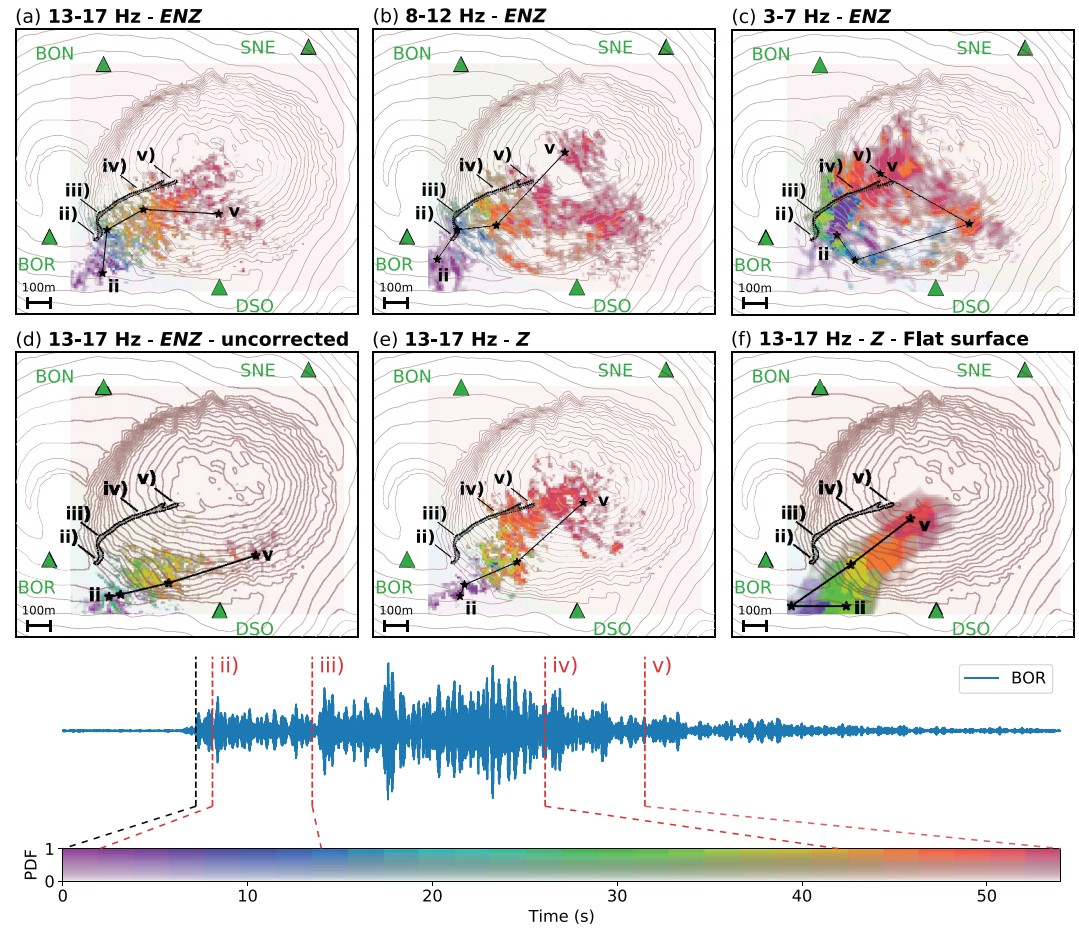 (a) 13-17 Hz - ENZ
BON
SNE
iv)
v)
iii)
ii)
v
BOR
ii
100m
DSO
(b) 8-12 Hz - ENZ
BON
SNE
v
iv)
v)
iii)
ii)
BOR
ii
100m
DSO
(c) 3-7 Hz - ENZ
BON
SNE
iv)
v)
v
iii)
ii)
BOR
ii
100m
DSO
(d) 13-17 Hz - ENZ - uncorrected
BON
SNE
v)
iv)
iii)
ii)
v
BOR
ii
100m
DSO
(e) 13-17 Hz - Z
BON
SNE
iv)
v)
v
iii)
ii)
BOR
ii
100m
DSO
(f) 13-17 Hz - Z - Flat surface
BON
SNE
v)
iv)
iii)
v
ii)
BOR
ii
100m
DSO
ii)
iii)
iv)
v)
BOR
PDF
1
0
0 10 20 30 40 50
Time (s)